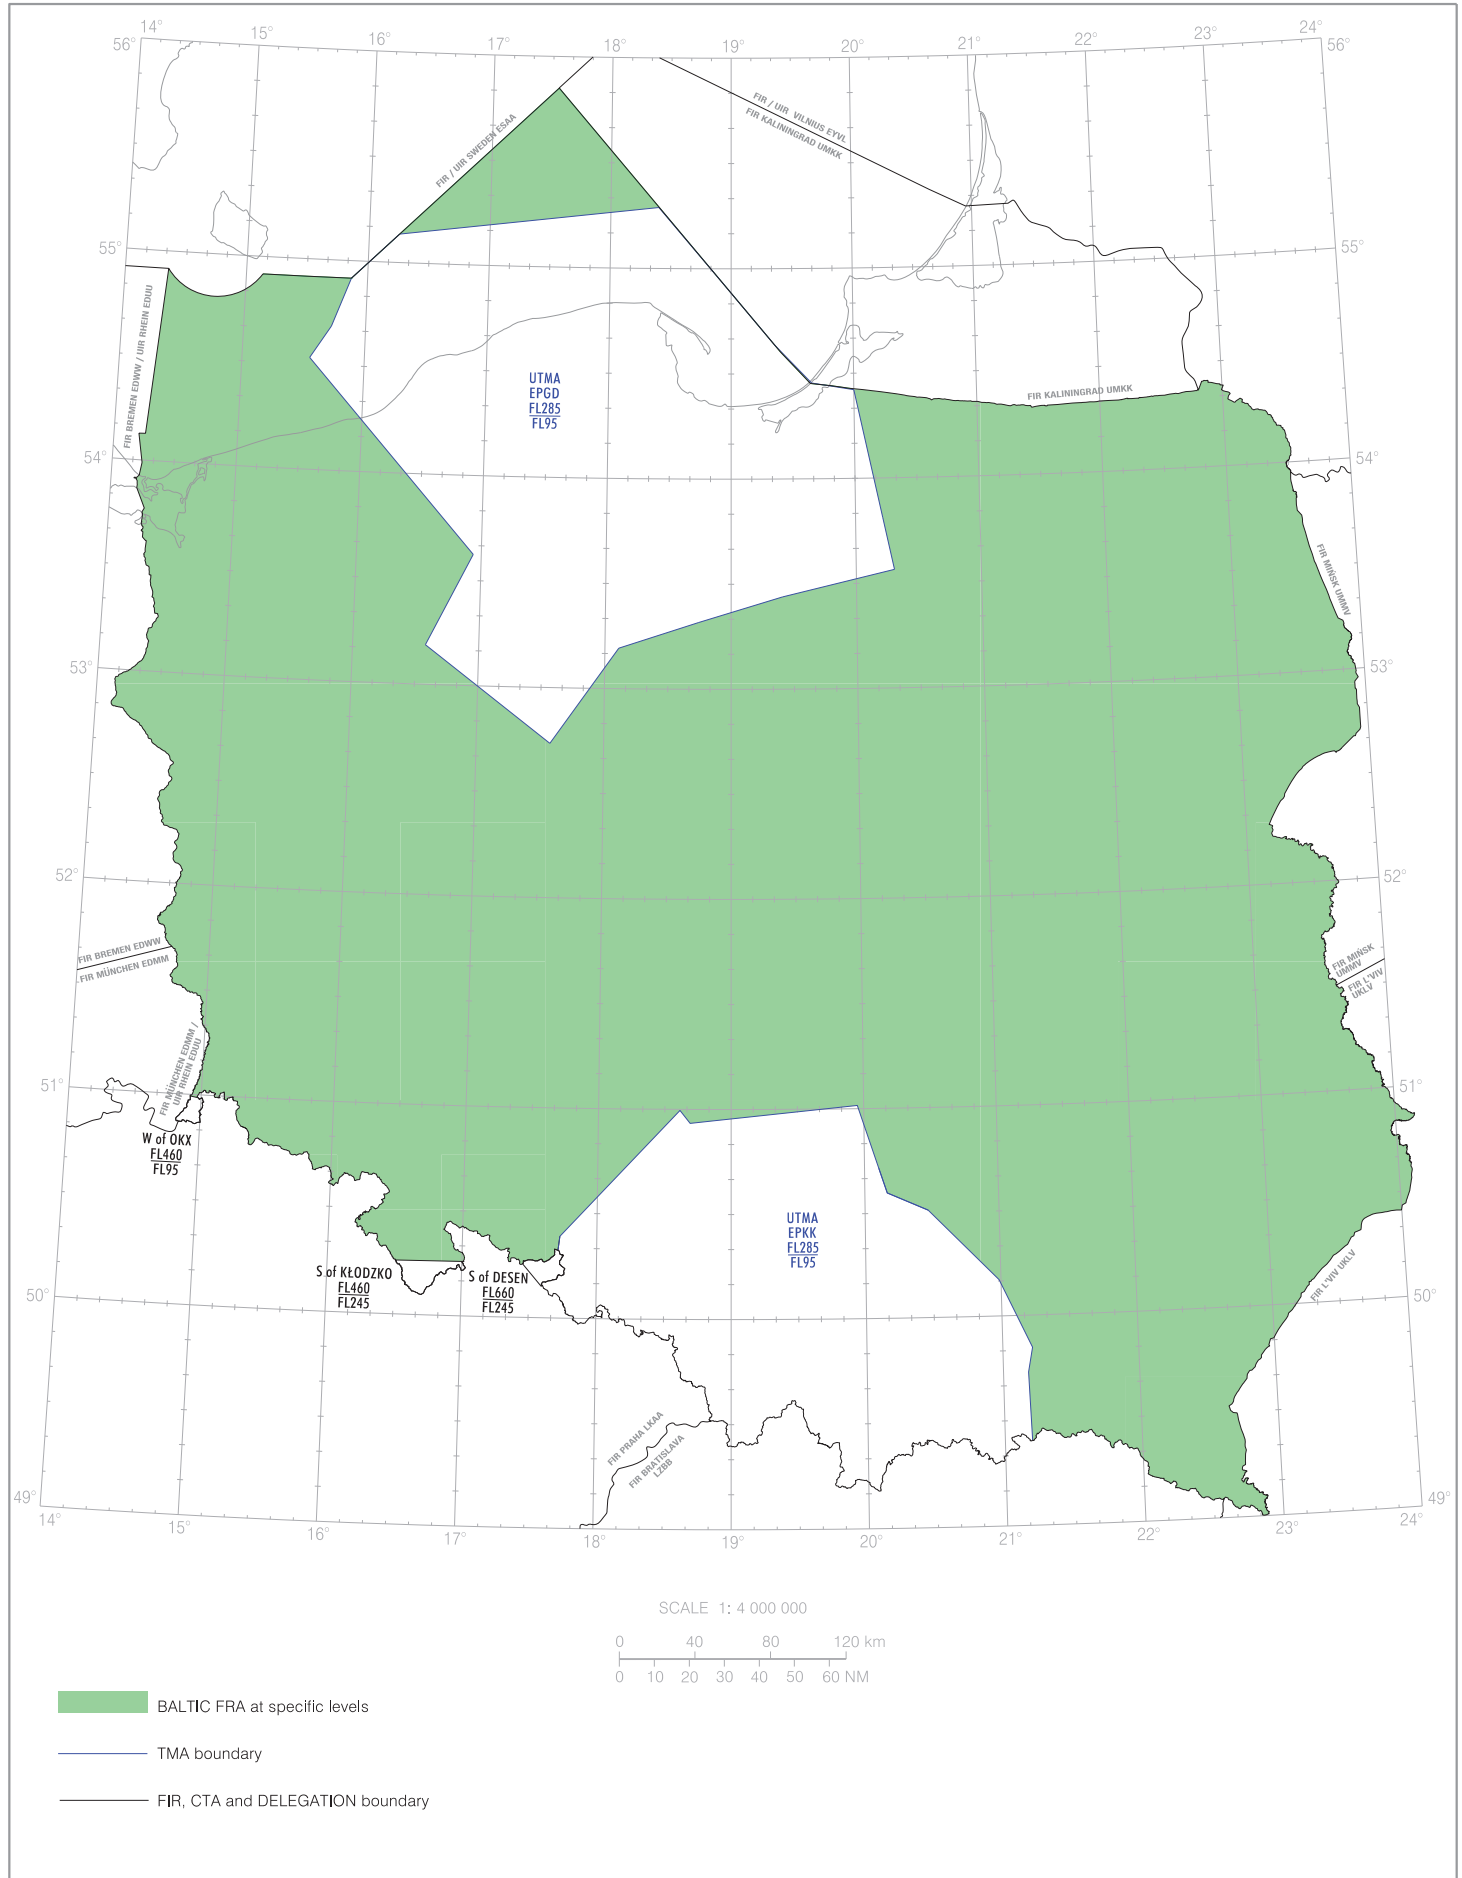 14°
15°
16°
17°
18°
19°
20°
21°
22°
23°
24°
56°
56°
FIR / UIR VILNIUS EYVL
FIR KALININGRAD UMKK
FIR / UIR SWEDEN ESAA
55°
55°
FIR BREMEN EDWW / UIR RHEIN EDUU
UTMA
EPGD
FL285
FL95
FIR KALININGRAD UMKK
54°
54°
FIR MIŃSK UMMV
53°
53°
52°
52°
FIR BREMEN EDWW
FIR MÜNCHEN EDMM
FIR MIŃSK
UMMV
FIR L'VIV
UKLV
FIR MÜNCHEN EDMM /
UIR RHEIN EDUU
51°
51°
W of OKX
FL460
FL95
UTMA
EPKK
FL285
FL95
S of KŁODZKO
FL460
FL245
S of DESEN
FL660
FL245
FIR L'VIV UKLV
50°
50°
FIR PRAHA LKAA
FIR BRATISLAVA
LZBB
49°
49°
14°
15°
16°
17°
18°
19°
20°
21°
22°
23°
24°
SCALE 1: 4 000 000
0 40 80 120 km
0 10 20 30 40 50 60 NM
BALTIC FRA at specific levels
TMA boundary
FIR, CTA and DELEGATION boundary